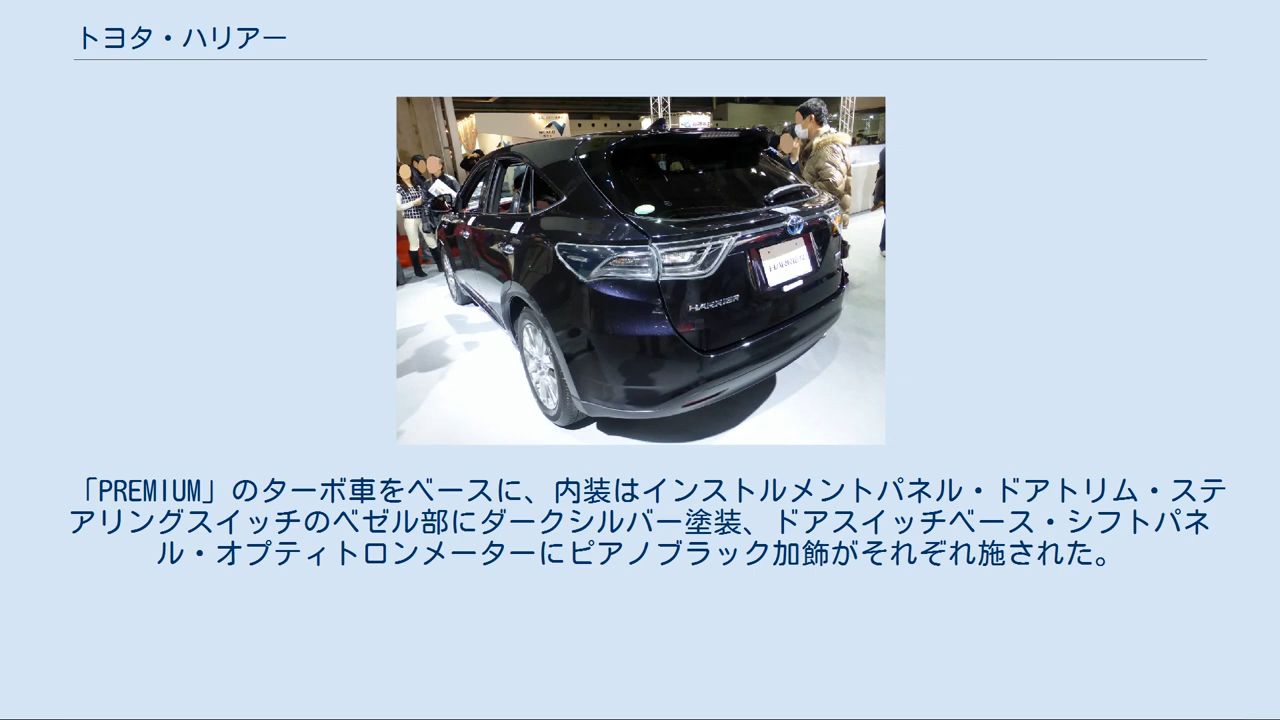 トヨタ・ハリアー
HARRIER
「PREMIUM」のターボ車をベースに、内装はインストルメントパネル・ドアトリム・ステ
アリングスイッチのベゼル部にダークシルバー塗装、ドアスイッチベース・シフトパネ
ル・オプティトロンメーターにピアノブラック加飾がそれぞれ施された。